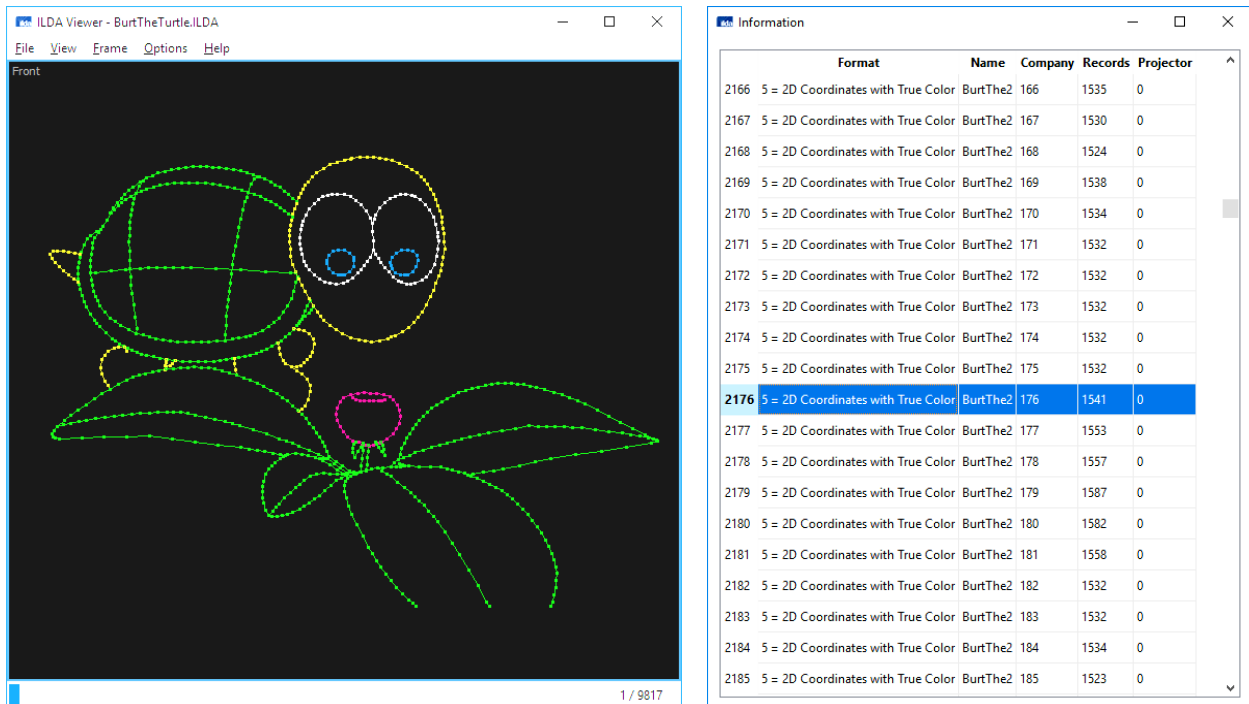 ILDA Viewer - BurtTheTurtle.ILDA
File View Frame Options Help
Front
1 / 9817
Information
Format Name Company Records Projector
2166 5 = 2D Coordinates with True Color BurtThe2 166 1535 0
2167 5 = 2D Coordinates with True Color BurtThe2 167 1530 0
2168 5 = 2D Coordinates with True Color BurtThe2 168 1524 0
2169 5 = 2D Coordinates with True Color BurtThe2 169 1538 0
2170 5 = 2D Coordinates with True Color BurtThe2 170 1534 0
2171 5 = 2D Coordinates with True Color BurtThe2 171 1532 0
2172 5 = 2D Coordinates with True Color BurtThe2 172 1532 0
2173 5 = 2D Coordinates with True Color BurtThe2 173 1532 0
2174 5 = 2D Coordinates with True Color BurtThe2 174 1532 0
2175 5 = 2D Coordinates with True Color BurtThe2 175 1532 0
2176 5 = 2D Coordinates with True Color BurtThe2 176 1541 0
2177 5 = 2D Coordinates with True Color BurtThe2 177 1553 0
2178 5 = 2D Coordinates with True Color BurtThe2 178 1557 0
2179 5 = 2D Coordinates with True Color BurtThe2 179 1587 0
2180 5 = 2D Coordinates with True Color BurtThe2 180 1582 0
2181 5 = 2D Coordinates with True Color BurtThe2 181 1558 0
2182 5 = 2D Coordinates with True Color BurtThe2 182 1532 0
2183 5 = 2D Coordinates with True Color BurtThe2 183 1532 0
2184 5 = 2D Coordinates with True Color BurtThe2 184 1534 0
2185 5 = 2D Coordinates with True Color BurtThe2 185 1523 0